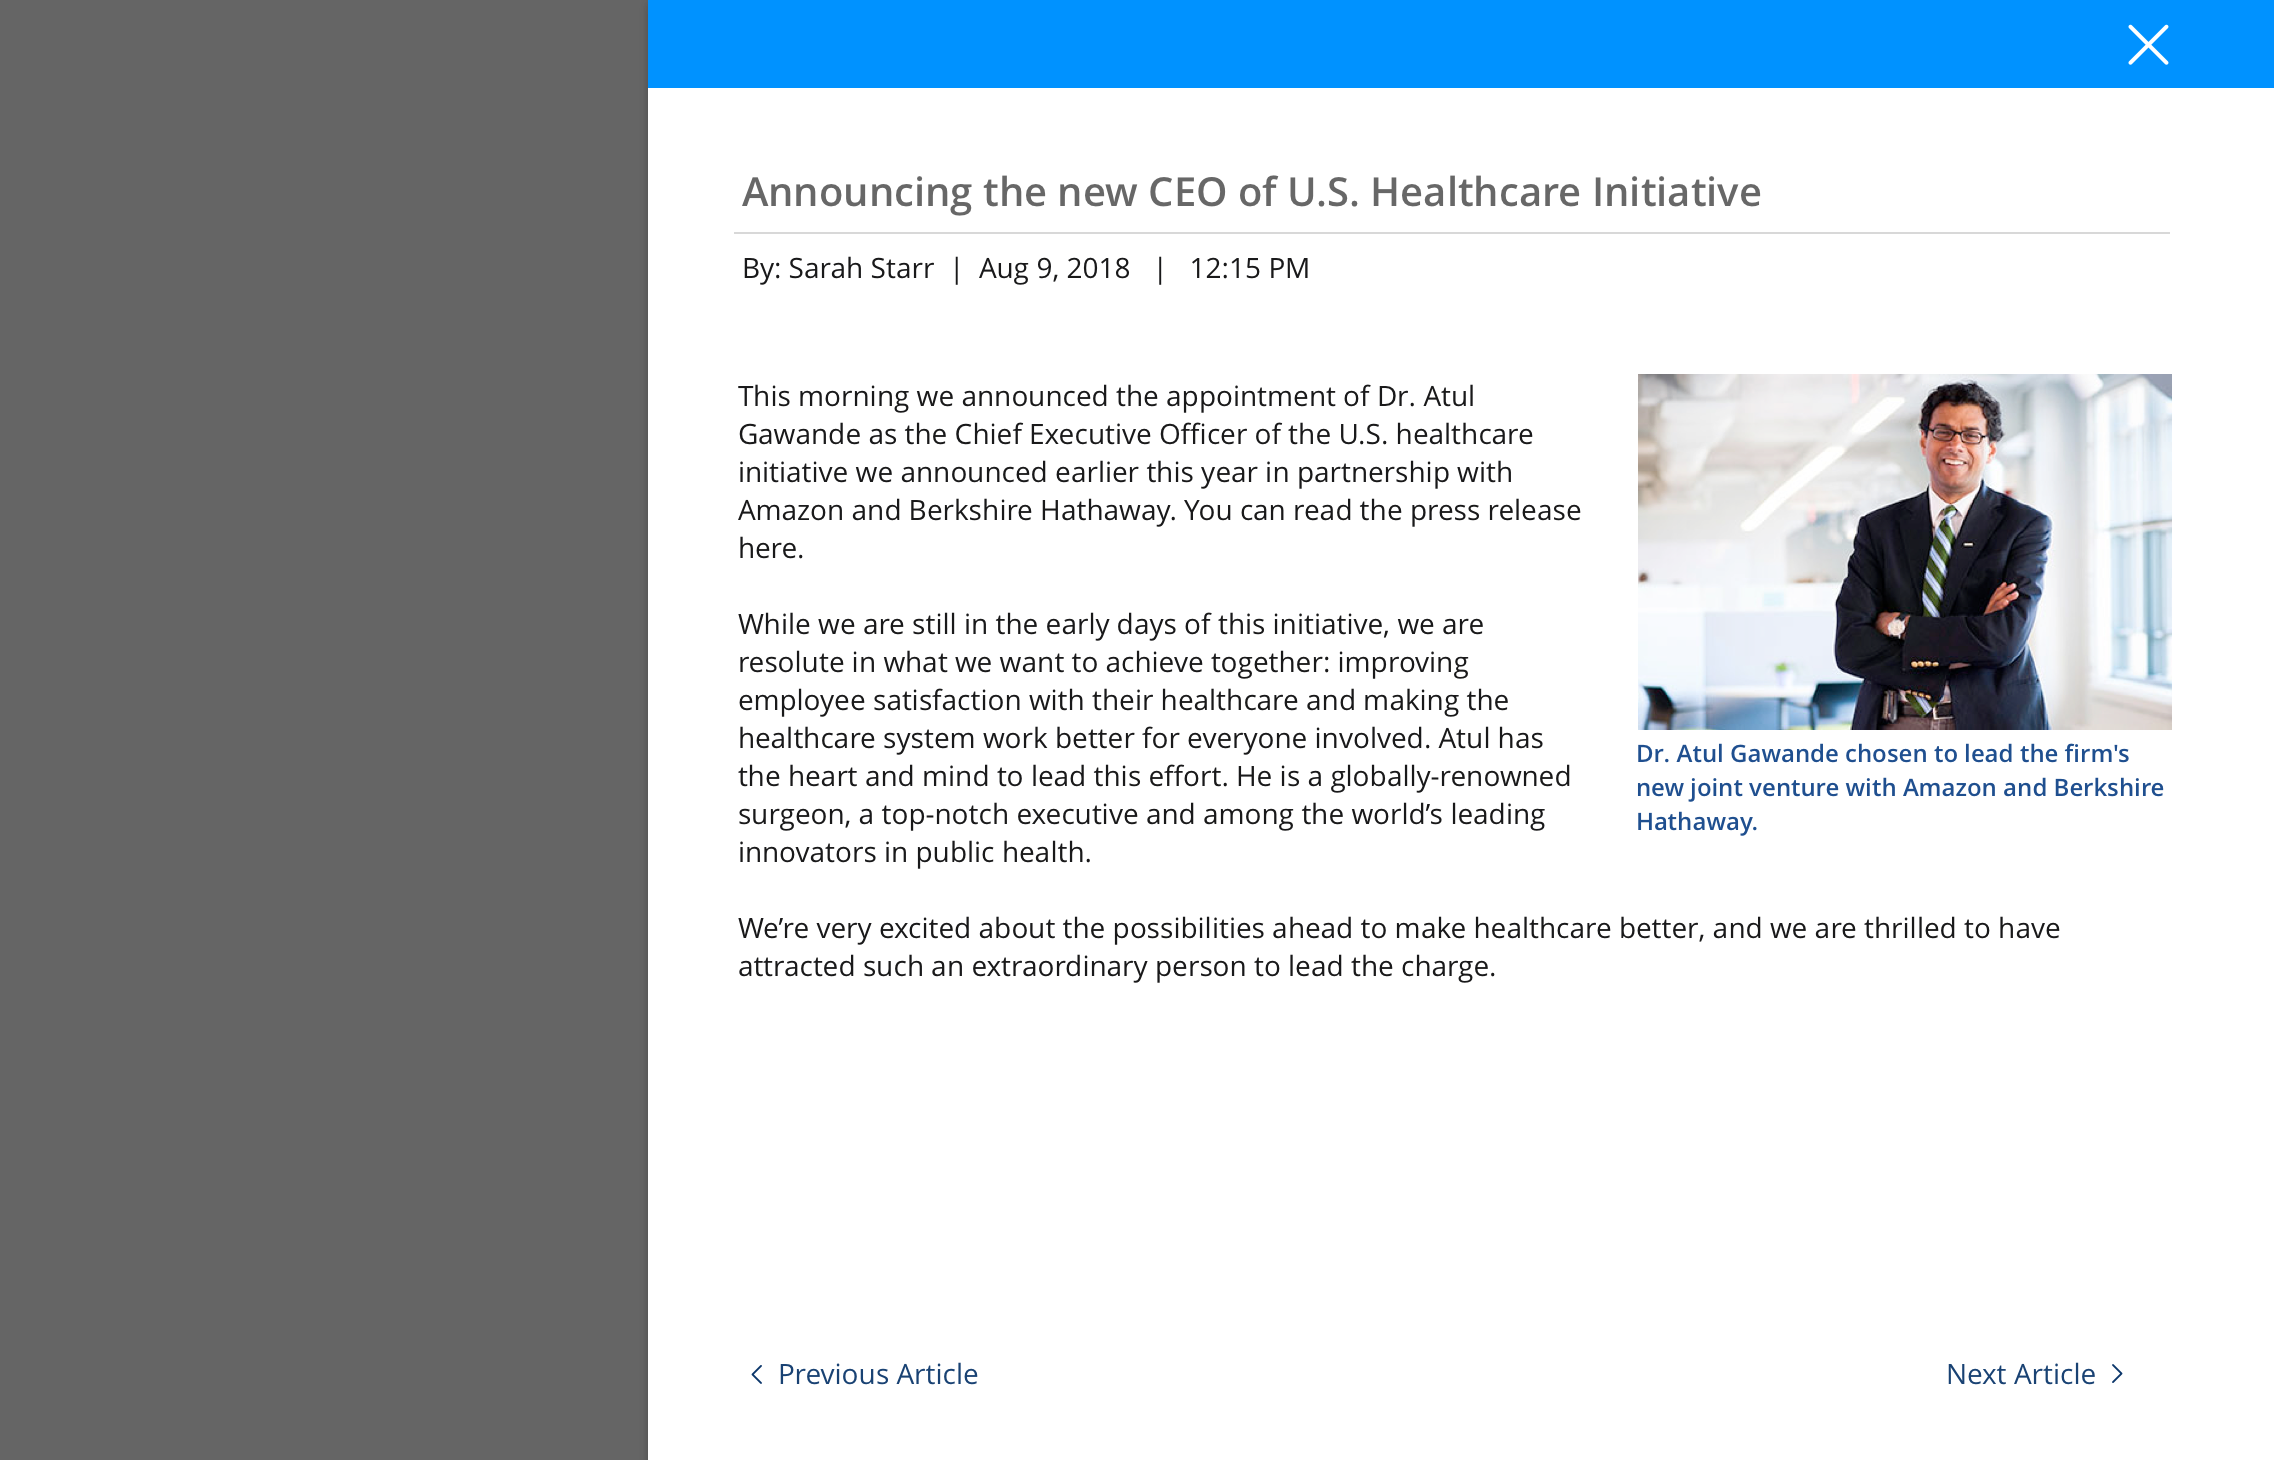 Announcing the new CEO of U.S. Healthcare Initiative
By: Sarah Starr | Aug 9, 2018 | 12:15 PM
This morning we announced the appointment of Dr. Atul
Gawande as the Chief Executive Officer of the U.S. healthcare
initiative we announced earlier this year in partnership with
Amazon and Berkshire Hathaway. You can read the press release
here.
While we are still in the early days of this initiative, we are
resolute in what we want to achieve together: improving
employee satisfaction with their healthcare and making the
healthcare system work better for everyone involved. Atul has
the heart and mind to lead this effort. He is a globally-renowned
surgeon, a top-notch executive and among the world’s leading
innovators in public health.
Dr. Atul Gawande chosen to lead the firm's
new joint venture with Amazon and Berkshire
Hathaway.
We’re very excited about the possibilities ahead to make healthcare better, and we are thrilled to have
attracted such an extraordinary person to lead the charge.
Previous Article
Next Article